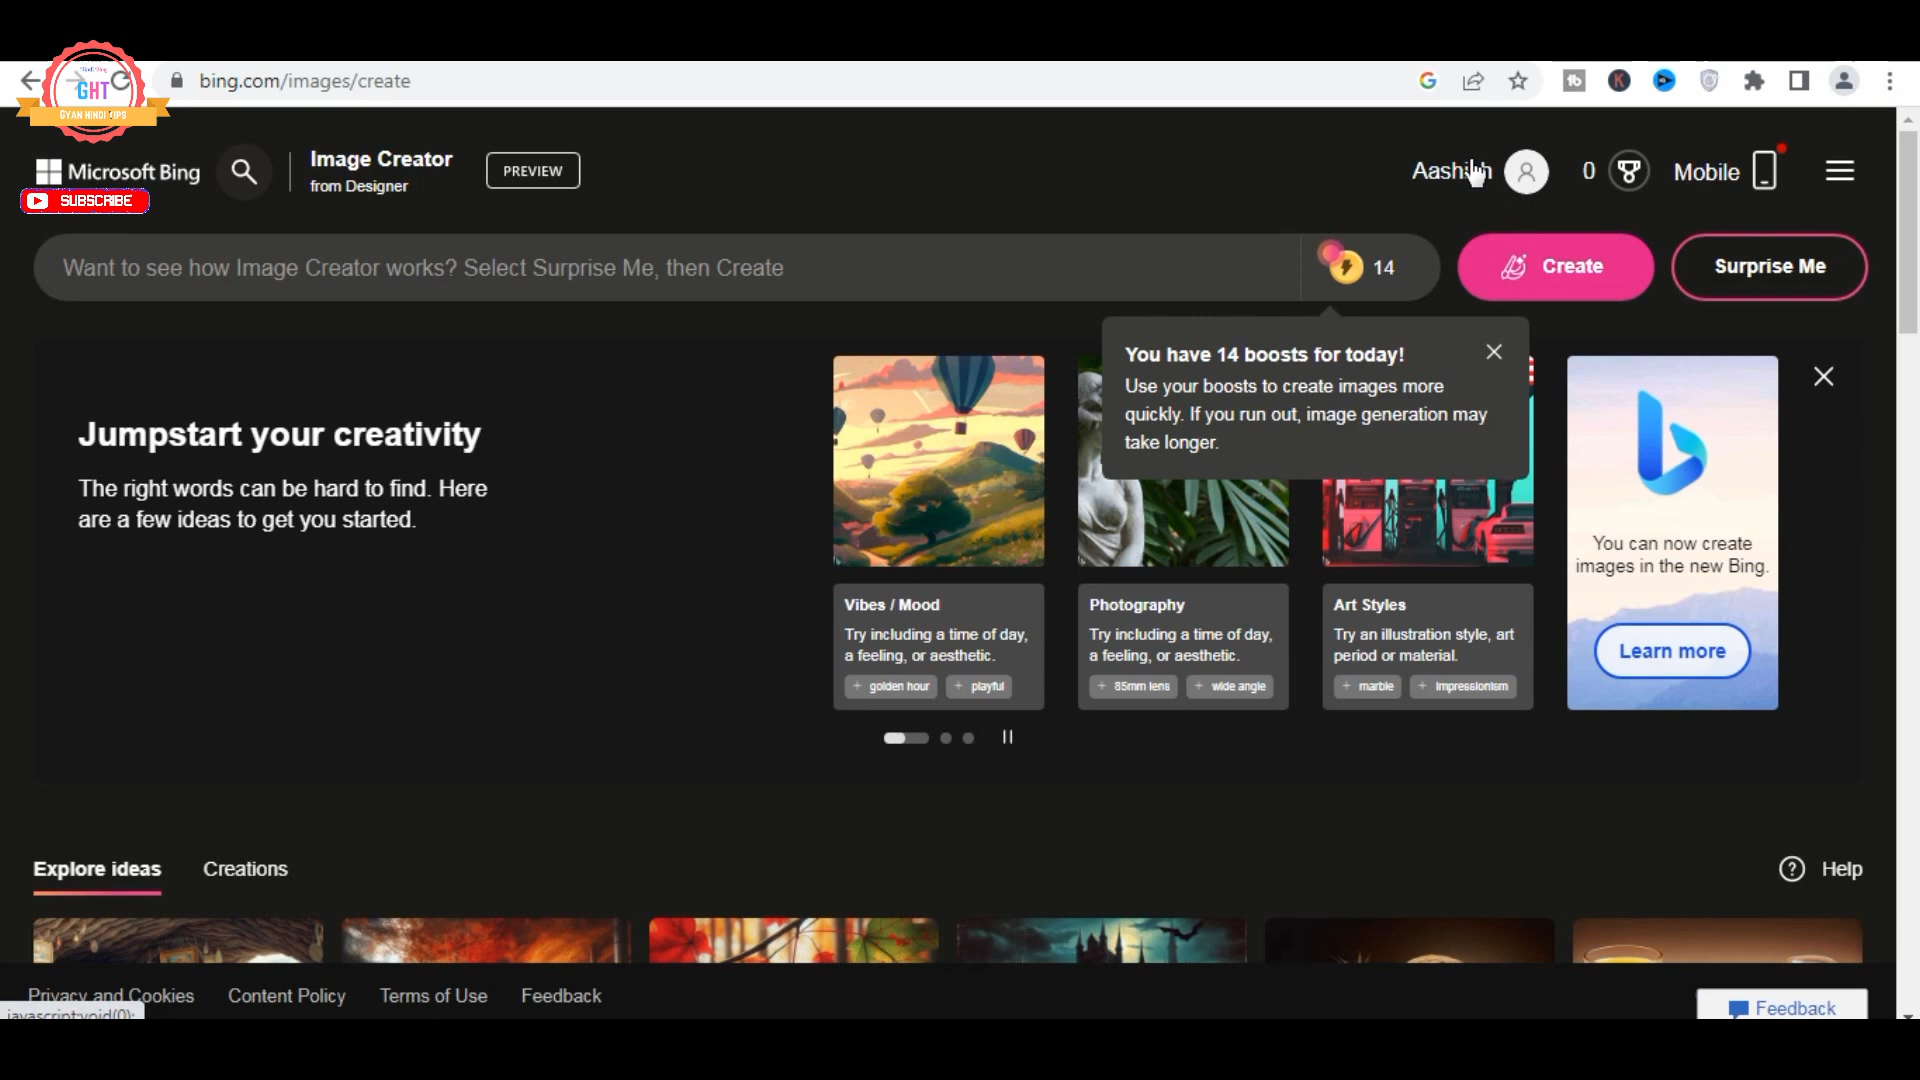 bing.com/images/create
GHT
GYAN HINDI TIPS
Microsoft Bing
SUBSCRIBE
Image Creator
from Designer
PREVIEW
0
Mobile
Want to see how Image Creator works? Select Surprise Me, then Create
14
Create
Surprise Me
You have 14 boosts for today!
Use your boosts to create images more
quickly. If you run out, image generation may
take longer.
Jumpstart your creativity
The right words can be hard to find. Here
are a few ideas to get you started.
Vibes / Mood
Try including a time of day,
a feeling, or aesthetic.
+ golden hour + playful
Photography
Try including a time of day,
a feeling, or aesthetic.
+ 85mm lens + wide angle
Art Styles
Try an illustration style, art
period or material.
+ marble + Impressionism
You can now create
images in the new Bing.
Learn more
Explore ideas
Creations
Help
Privacy and Cookies
Content Policy
Terms of Use
Feedback
javascript:void(0);
Feedback